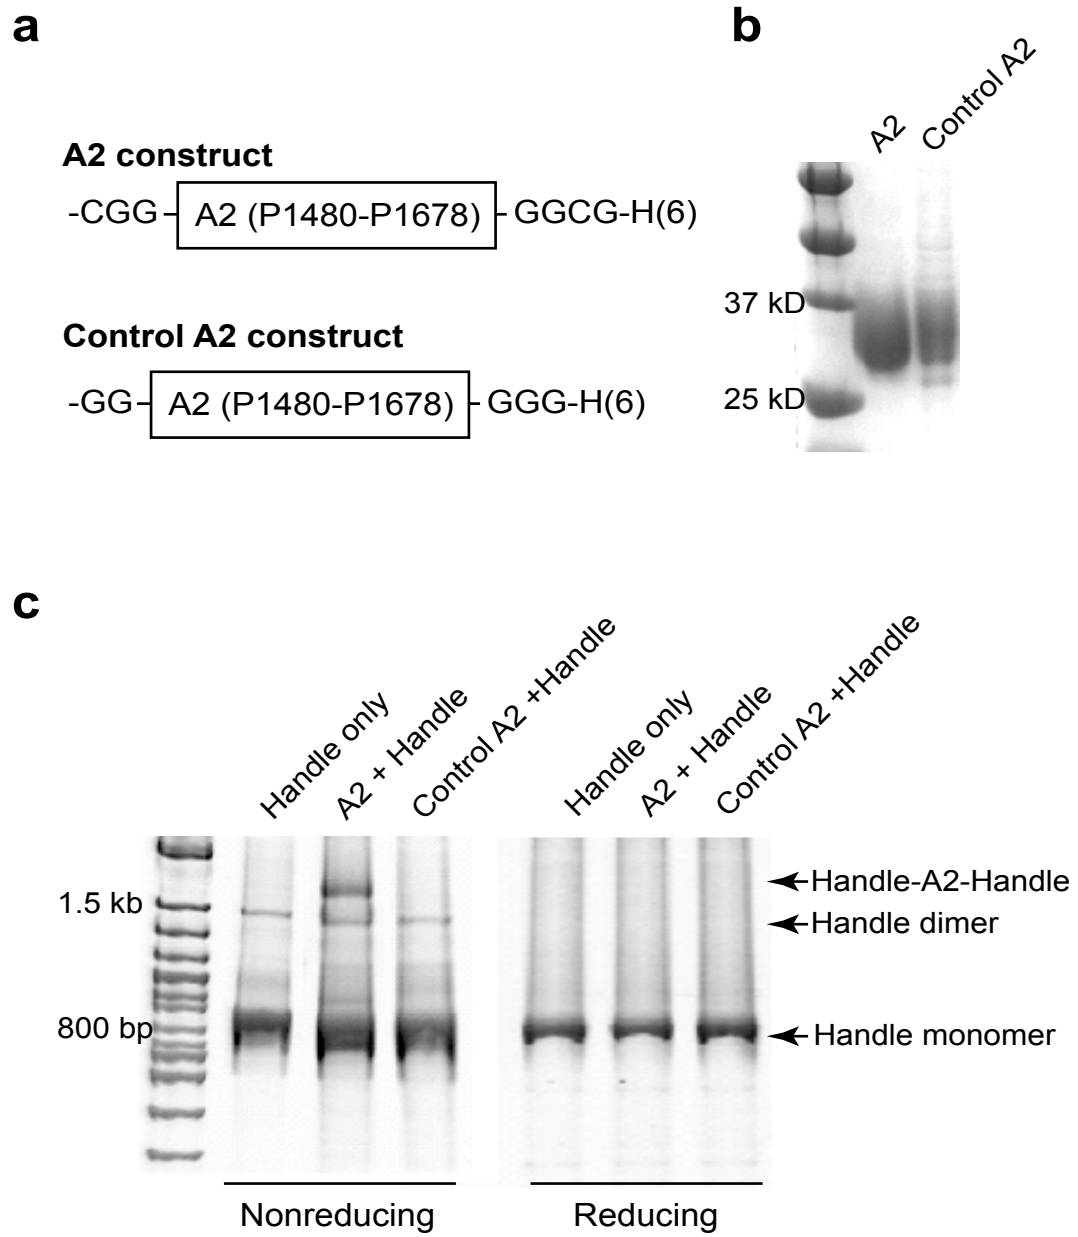 a
A2 construct
-CGG
A2 (P1480-P1678)
GGCG-H(6)
Control A2 construct
-GG
A2 (P1480-P1678)
GGG-H(6)
b
A2
Control A2
37 kD
25 kD
c
Handle only
A2 + Handle
Control A2 +Handle
Handle only
A2 + Handle
Control A2 +Handle
1.5 kb
800 bp
Handle-A2-Handle
Handle dimer
Handle monomer
Nonreducing
Reducing